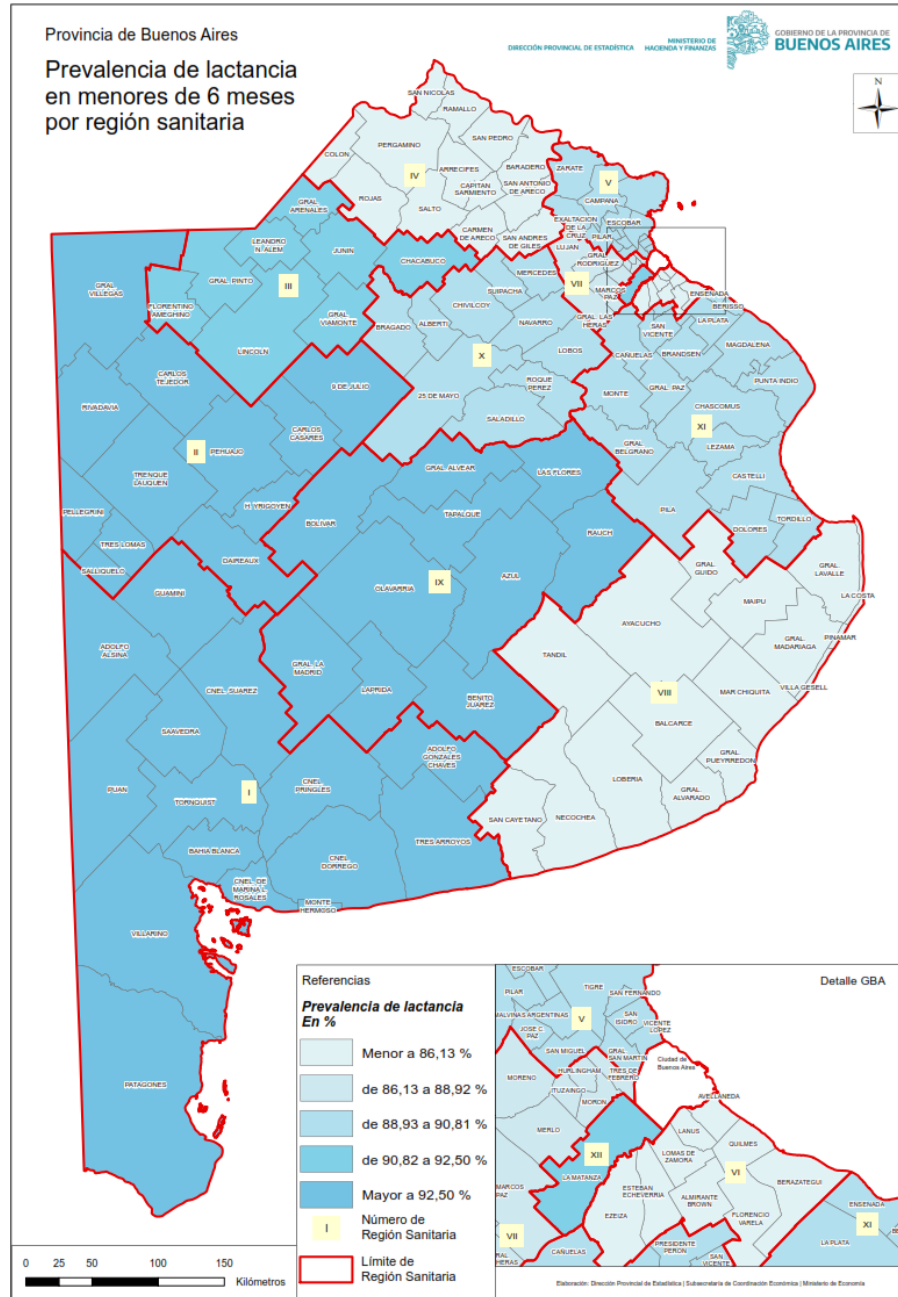 Provincia de Buenos Aires
Prevalencia de lactancia
en menores de 6 meses
por región sanitaria
DIRECCIÓN PROVINCIAL DE ESTADÍSTICA
MINISTERIO DE
HACIENDA Y FINANZAS
GOBIERNO DE LA PROVINCIA DE
BUENOS AIRES
N
SAN NICOLAS
RAMALLO
SAN PEDRO
PERGAMINO
COLON
ARRECIFES
BARADERO
ZARATE
IV
V
CAPITAN
SARMIENTO
SAN ANTONIO
DE ARECO
ROJAS
SALTO
CAMPANA
GRAL.
ARENALES
EXALTACION
DE LA
CRUZ
ESCOBAR
CARMEN
DE ARECO
SAN ANDRES
DE GILES
PILAR
LUJAN
LEANDRO
N. ALEM
JUNIN
CHACABUCO
GRAL.
RODRIGUEZ
MERCEDES
GRAL. PINTO
III
VII
MARCOS
PAZ
GRAL.
VILLEGAS
SUIPACHA
ENSENADA
BERISSO
FLORENTINO
AMEGHINO
CHIVILCOY
GRAL. LAS
HERAS
GRAL.
VIAMONTE
BRAGADO
ALBERTI
NAVARRO
SAN
VICENTE
LA PLATA
LINCOLN
LOBOS
CAÑUELAS
BRANDSEN
MAGDALENA
X
CARLOS
TEJEDOR
ROQUE
PEREZ
9 DE JULIO
25 DE MAYO
MONTE
GRAL. PAZ
PUNTA INDIO
RIVADAVIA
SALADILLO
CHASCOMUS
XI
CARLOS
CASARES
II
PEHUAJO
GRAL.
BELGRANO
LEZAMA
TRENQUE
LAUQUEN
GRAL. ALVEAR
LAS FLORES
CASTELLI
H. YRIGOYEN
PELLEGRINI
BOLIVAR
TAPALQUE
PILA
TORDILLO
DOLORES
RAUCH
TRES LOMAS
DAIREAUX
SALLIQUELO
GUAMINI
OLAVARRIA
IX
AZUL
GRAL.
GUIDO
GRAL.
LAVALLE
LA COSTA
MAIPU
AYACUCHO
ADOLFO
ALSINA
TANDIL
GRAL.
MADARIAGA
PINAMAR
GRAL. LA
MADRID
LAPRIDA
CNEL. SUAREZ
BENITO
JUAREZ
VIII
MAR CHIQUITA
VILLA GESELL
SAAVEDRA
BALCARCE
ADOLFO
GONZALES
CHAVES
GRAL.
PUEYRREDON
PUAN
CNEL.
PRINGLES
LOBERIA
TORNQUIST
I
GRAL.
ALVARADO
SAN CAYETANO
NECOCHEA
TRES ARROYOS
BAHIA BLANCA
CNEL.
DORREGO
CNEL. DE
MARINA L.
ROSALES
MONTE
HERMOSO
VILLARINO
PATAGONES
Referencias
Prevalencia de lactancia
En %
Menor a 86,13 %
de 86,13 a 88,92 %
de 88,93 a 90,81 %
de 90,82 a 92,50 %
Mayor a 92,50 %
I
Número de
Región Sanitaria
Límite de
Región Sanitaria
0 25 50 100 150
Kilómetros
Detalle GBA
ESCOBAR
TIGRE
PILAR
SAN FERNANDO
MALVINAS ARGENTINAS
V
SAN
ISIDRO
VICENTE
LOPEZ
JOSE C.
PAZ
SAN MIGUEL
GRAL.
SAN MARTIN
Ciudad de
Buenos Aires
HURLINGHAM
TRES DE
FEBRERO
MORENO
ITUZAINGO
MORON
AVELLANEDA
MERLO
LANUS
QUILMES
XII
LOMAS DE
ZAMORA
LA MATANZA
VI
BERAZATEGUI
MARCOS
PAZ
ESTEBAN
ECHEVERRIA
ALMIRANTE
BROWN
EZEIZA
FLORENCIO
VARELA
ENSENADA
XI
VII
LA PLATA
PRESIDENTE
PERON
CAÑUELAS
SAN
VICENTE
Elaboración: Dirección Provincial de Estadística | Subsecretaría de Coordinación Económica | Ministerio de Economía